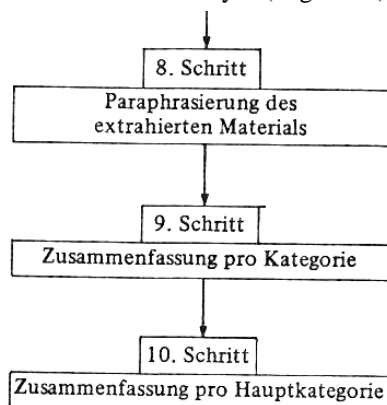 8. Schritt
Paraphrasierung des
extrahierten Materials
9. Schritt
Zusammenfassung pro Kategorie
10. Schritt
Zusammenfassung pro Hauptkategorie